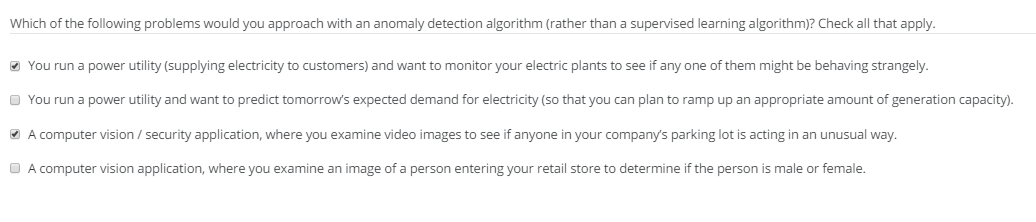 Which of the following problems would you approach with an anomaly detection algorithm (rather than a supervised learning algorithm)? Check all that apply.
You run a power utility (supplying electricity to customers) and want to monitor your electric plants to see if any one of them might be behaving strangely.
You run a power utility and want to predict tomorrow's expected demand for electricity (so that you can plan to ramp up an appropriate amount of generation capacity).
A computer vision / security application, where you examine video images to see if anyone in your company's parking lot is acting in an unusual way.
A computer vision application, where you examine an image of a person entering your retail store to determine if the person is male or female.